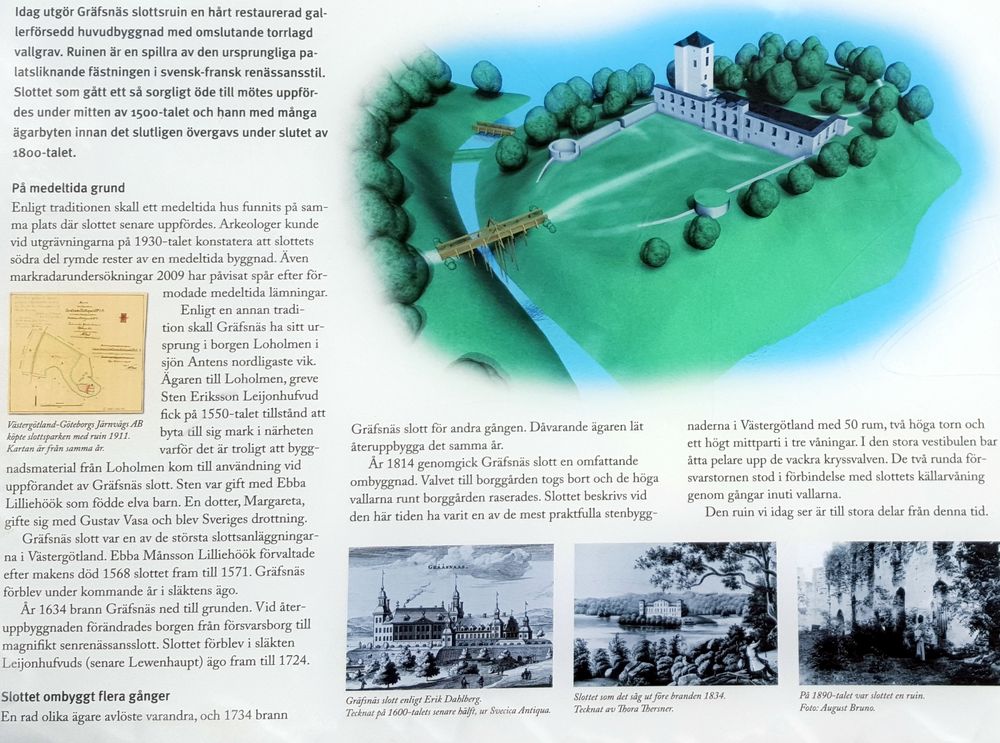 Idag utgör Gräfsnäs slottsruin en hårt restaurerad gal-
lerförsedd huvudbyggnad med omslutande torrlagd
vallgrav. Ruinen är en spillra av den ursprungliga pa-
latsliknande fästningen i svensk-fransk renässansstil.
Slottet som gått ett så sorgligt öde till mötes uppför-
des under mitten av 1500-talet och hann med många
ägarbyten innan det slutligen övergavs under slutet av
1800-talet.
På medeltida grund
Enligt traditionen skall ett medeltida hus funnits på sam-
ma plats där slottet senare uppfördes. Arkeologer kunde
vid utgrävningarna på 1930-talet konstatera att slottets
södra del rymde rester av en medeltida byggnad. Även
markradarundersökningar 2009 har påvisat spår efter för-
modade medeltida lämningar.
Enligt en annan tradi-
tion skall Gräfsnäs ha sitt ur-
sprung i borgen Loholmen i
sjön Antens nordligaste vik.
Ägaren till Loholmen, greve
Sten Eriksson Leijonhufvud
fick på 1550-talet tillstånd att
byta till sig mark i närheten
varför det är troligt att bygg-
nadsmaterial från Loholmen kom till användning vid
uppförandet av Gräfsnäs slott. Sten var gift med Ebba
Lilliehöök som födde elva barn. En dotter, Margareta,
gifte sig med Gustav Vasa och blev Sveriges drottning.
Gräfsnäs slott var en av de största slottsanläggningar-
na i Västergötland. Ebba Månsson Lilliehöök förvaltade
efter makens död 1568 slottet fram till 1571. Gräfsnäs
förblev under kommande år i släktens ägo.
År 1634 brann Gräfsnäs ned till grunden. Vid åter-
uppbyggnaden förändrades borgen från försvarsborg till
magnifikt senrenässansslott. Slottet förblev i släkten
Leijonhufvuds (senare Lewenhaupt) ägo fram till 1724.
Västergötland-Göteborgs Järnvägs AB
köpte slottsparken med ruin 1911.
Kartan är från samma år.
Slottet ombyggt flera gånger
En rad olika ägare avlöste varandra, och 1734 brann
Gräfsnäs slott för andra gången. Dåvarande ägaren lät
återuppbygga det samma år.
År 1814 genomgick Gräfsnäs slott en omfattande
ombyggnad. Valvet till borggården togs bort och de höga
vallarna runt borggården raserades. Slottet beskrivs vid
den här tiden ha varit en av de mest praktfulla stenbygg-
naderna i Västergötland med 50 rum, två höga torn och
ett högt mittparti i tre våningar. I den stora vestibulen bar
åtta pelare upp de vackra kryssvalven. De två runda för-
svarstornen stod i förbindelse med slottets källarvåning
genom gångar inuti vallarna.
Den ruin vi idag ser är till stora delar från denna tid.
Gräfsnäs slott enligt Erik Dahlberg.
Tecknat på 1600-talets senare hälft, ur Svecica Antiqua.
Slottet som det såg ut före branden 1834.
Tecknat av Thora Thersner.
På 1890-talet var slottet en ruin.
Foto: August Bruno.